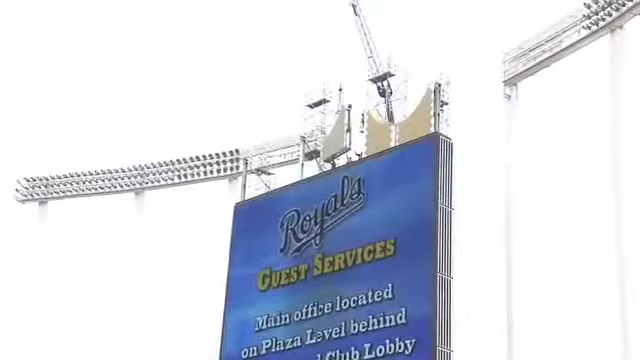 Royals
GUEST SERVICES
Main office located
on Plaza Level behind
Club Lobby